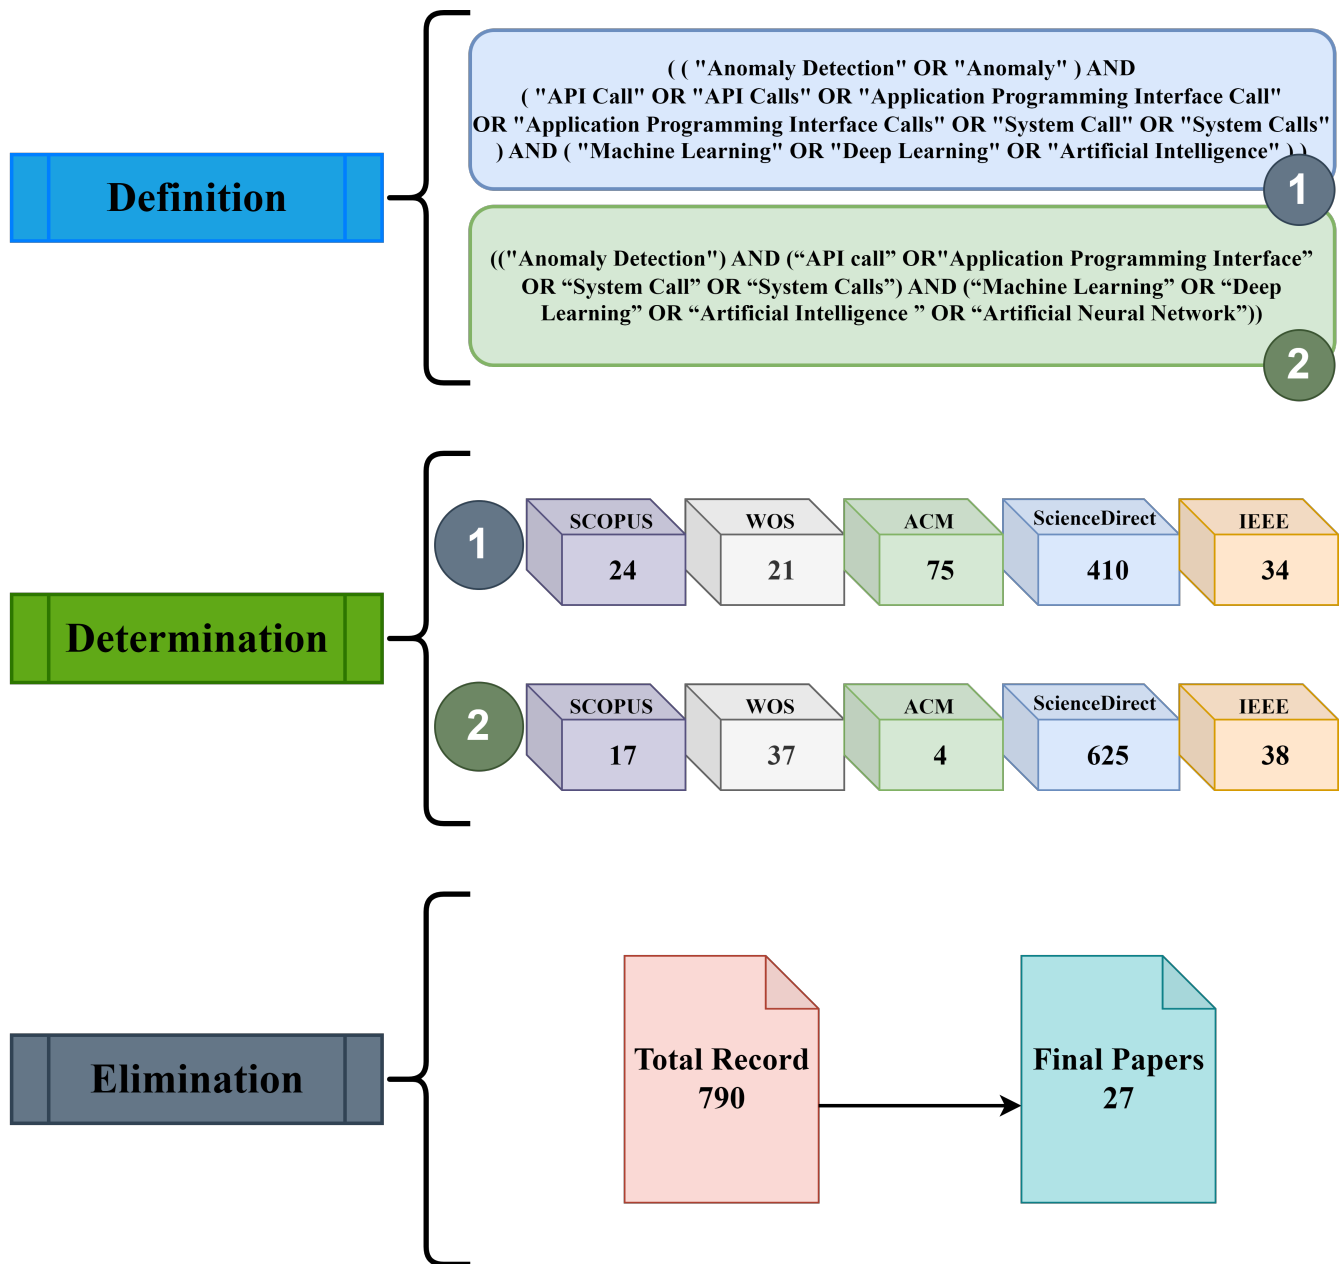 Definition
( ( "Anomaly Detection" OR "Anomaly" ) AND
( "API Call" OR "API Calls" OR "Application Programming Interface Call"
OR "Application Programming Interface Calls" OR "System Call" OR "System Calls"
) AND ( "Machine Learning" OR "Deep Learning" OR "Artificial Intelligence" ) )
1
(("Anomaly Detection") AND (“API call” OR"Application Programming Interface”
OR “System Call” OR “System Calls”) AND (“Machine Learning” OR “Deep
Learning” OR “Artificial Intelligence ” OR “Artificial Neural Network”))
2
Determination
1
SCOPUS
24
WOS
21
ACM
75
ScienceDirect
410
IEEE
34
2
SCOPUS
17
WOS
37
ACM
4
ScienceDirect
625
IEEE
38
Elimination
Total Record
790
Final Papers
27